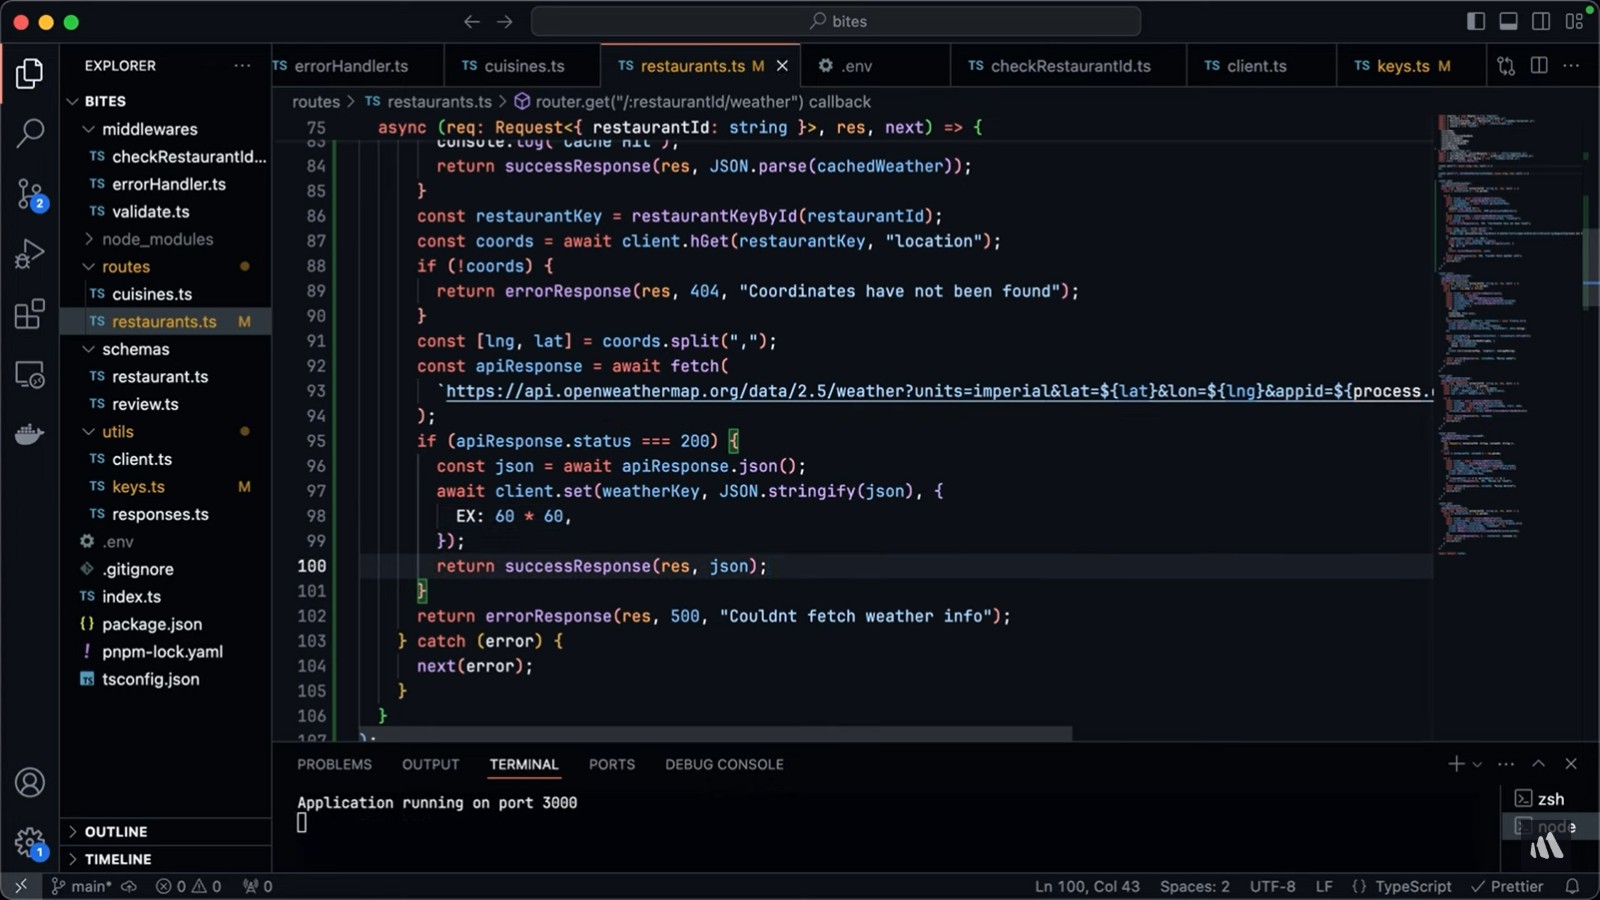 bites
EXPLORER
BITES
middlewares
TS checkRestaurantId...
TS errorHandler.ts
TS validate.ts
node_modules
routes
TS cuisines.ts
TS restaurants.ts M
schemas
TS restaurant.ts
TS review.ts
utils
TS client.ts
TS keys.ts M
TS responses.ts
.env
.gitignore
TS index.ts
{} package.json
! pnpm-lock.yaml
TS tsconfig.json
OUTLINE
TIMELINE
2
1
TS errorHandler.ts
TS cuisines.ts
TS restaurants.ts M
.env
TS checkRestaurantId.ts
TS client.ts
TS keys.ts M
routes > TS restaurants.ts > router.get("/:restaurantId/weather") callback
75 async (req: Request<{ restaurantId: string }>, res, next) => {
83 console.log("Cache Hit");
84 return successResponse(res, JSON.parse(cachedWeather));
85 }
86 const restaurantKey = restaurantKeyById(restaurantId);
87 const coords = await client.hGet(restaurantKey, "location");
88 if (!coords) {
89 return errorResponse(res, 404, "Coordinates have not been found");
90 }
91 const [lng, lat] = coords.split(",");
92 const apiResponse = await fetch(
93 `https://api.openweathermap.org/data/2.5/weather?units=imperial&lat=${lat}&lon=${lng}&appid=${process.
94 );
95 if (apiResponse.status === 200) {
96 const json = await apiResponse.json();
97 await client.set(weatherKey, JSON.stringify(json), {
98 EX: 60 * 60,
99 });
100 return successResponse(res, json);
101 }
102 return errorResponse(res, 500, "Couldnt fetch weather info");
103 } catch (error) {
104 next(error);
105 }
106 }
107 );
PROBLEMS OUTPUT TERMINAL PORTS DEBUG CONSOLE
Application running on port 3000
zsh
node
main* 0 0 0 Ln 100, Col 43 Spaces: 2 UTF-8 LF {} TypeScript Prettier